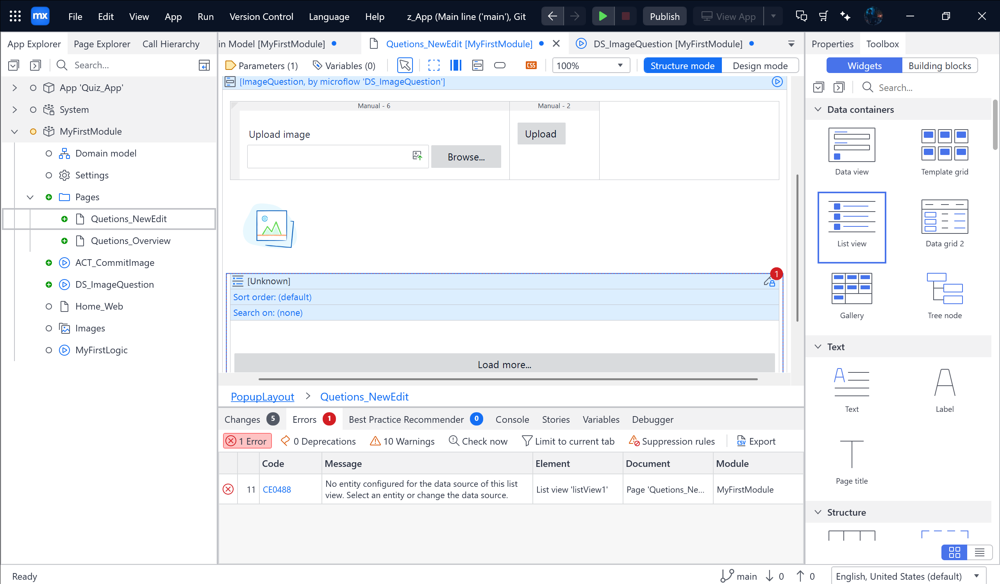 mx File Edit View App Run Version Control Language Help z_App (Main line ('main'), Git Publish View App
App Explorer Page Explorer Call Hierarchy
in Model [MyFirstModule] Quetions_NewEdit [MyFirstModule] DS_ImageQuestion [MyFirstModule]
Properties Toolbox
Search...
Parameters (1) Variables (0) CSS 100% Structure mode Design mode
Widgets Building blocks
Search...
App 'Quiz_App'
System
MyFirstModule
Domain model
Settings
Pages
Quetions_NewEdit
Quetions_Overview
ACT_CommitImage
DS_ImageQuestion
Home_Web
Images
MyFirstLogic
[ImageQuestion, by microflow 'DS_ImageQuestion']
Manual - 6 Manual - 2
Upload image
Browse...
Upload
[Unknown]
1
Sort order: (default)
Search on: (none)
Load more...
PopupLayout > Quetions_NewEdit
Changes 5 Errors 1 Best Practice Recommender 0 Console Stories Variables Debugger
1 Error 0 Deprecations 10 Warnings Check now Limit to current tab Suppression rules CSV Export
Code Message Element Document Module
11 CE0488 No entity configured for the data source of this list
view. Select an entity or change the data source.
List view 'listView1' Page 'Quetions_Ne... MyFirstModule
Data containers
Data view Template grid
List view Data grid 2
Gallery Tree node
Text
Text Label
Page title
Structure
Ready
main 0 0 English, United States (default)